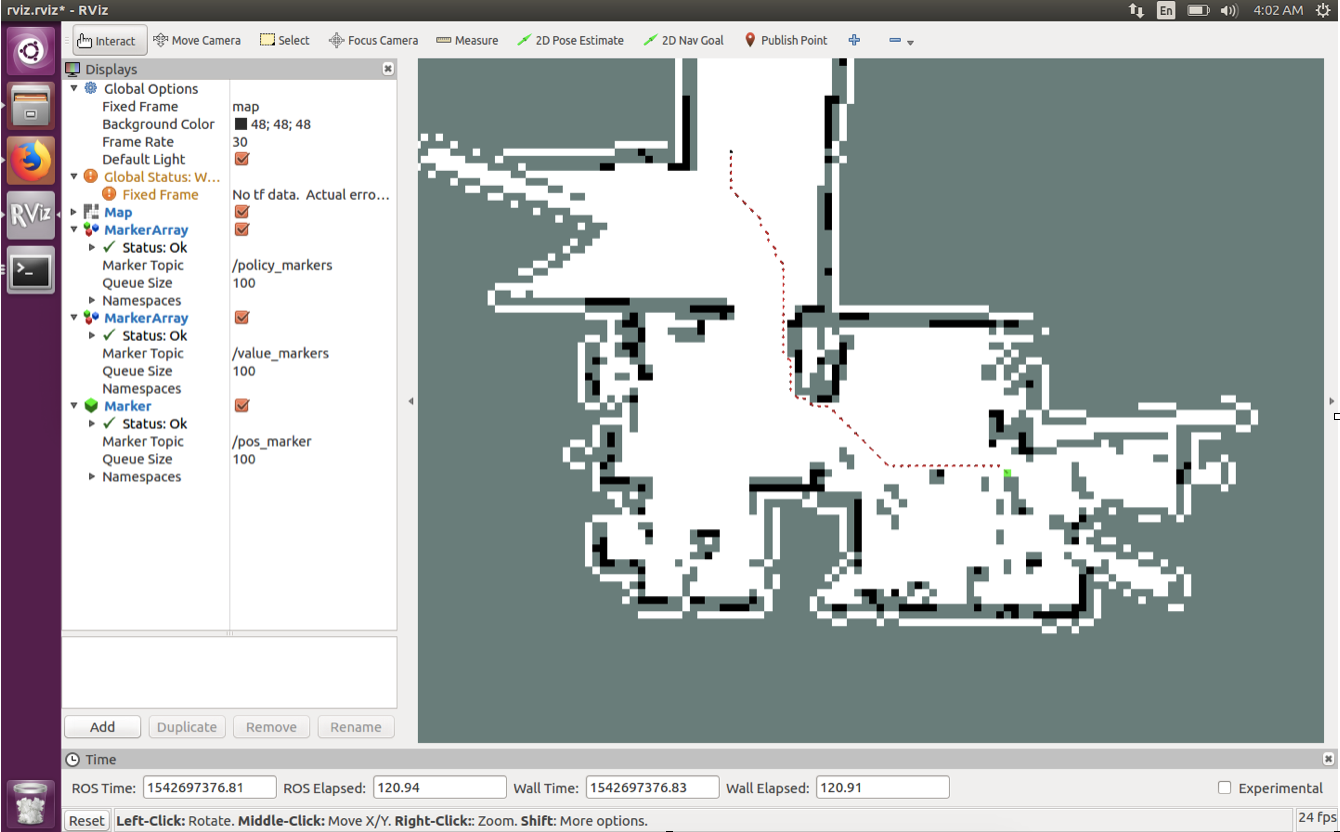 rviz.rviz* - RViz
En
4:02 AM
Interact
Move Camera
Select
Focus Camera
Measure
2D Pose Estimate
2D Nav Goal
Publish Point
Displays
Global Options
Fixed Frame map
Background Color 48; 48; 48
Frame Rate 30
Default Light
Global Status: W...
Fixed Frame No tf data. Actual erro...
Map
MarkerArray
Status: Ok
Marker Topic /policy_markers
Queue Size 100
Namespaces
MarkerArray
Status: Ok
Marker Topic /value_markers
Queue Size 100
Namespaces
Marker
Status: Ok
Marker Topic /pos_marker
Queue Size 100
Namespaces
RViz
>_
Add
Duplicate
Remove
Rename
Time
ROS Time: 1542697376.81 ROS Elapsed: 120.94 Wall Time: 1542697376.83 Wall Elapsed: 120.91 Experimental
Reset Left-Click: Rotate. Middle-Click: Move X/Y. Right-Click:: Zoom. Shift: More options. 24 fps